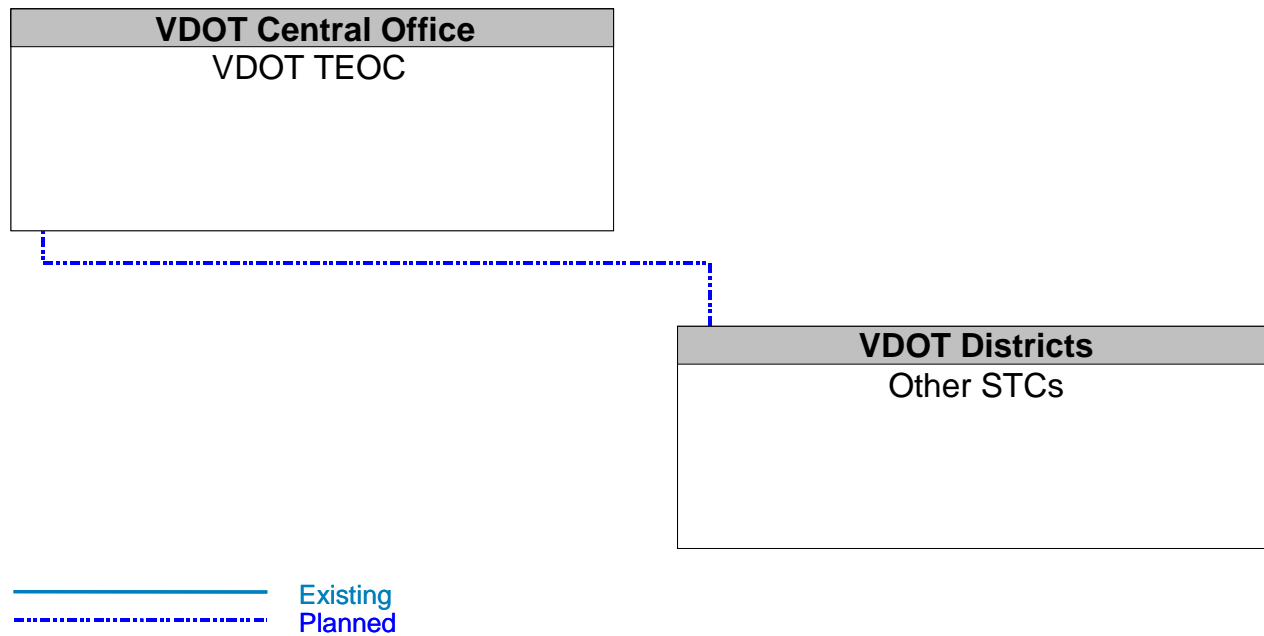 VDOT Central Office
VDOT TEOC
VDOT Districts
Other STCs
Existing
Planned